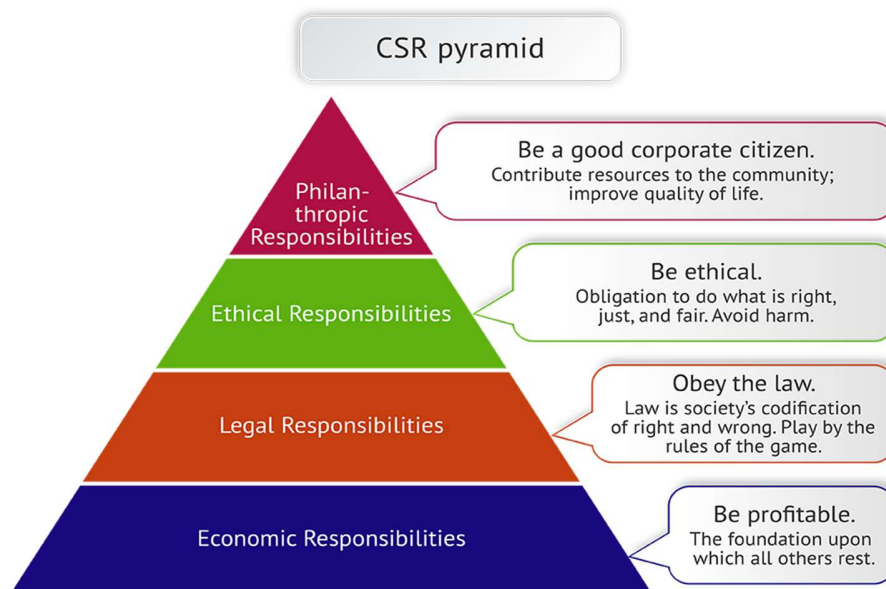 CSR pyramid
Philan-
thropic
Responsibilities
Be a good corporate citizen.
Contribute resources to the community;
improve quality of life.
Ethical Responsibilities
Be ethical.
Obligation to do what is right,
just, and fair. Avoid harm.
Legal Responsibilities
Obey the law.
Law is society’s codification
of right and wrong. Play by the
rules of the game.
Economic Responsibilities
Be profitable.
The foundation upon
which all others rest.